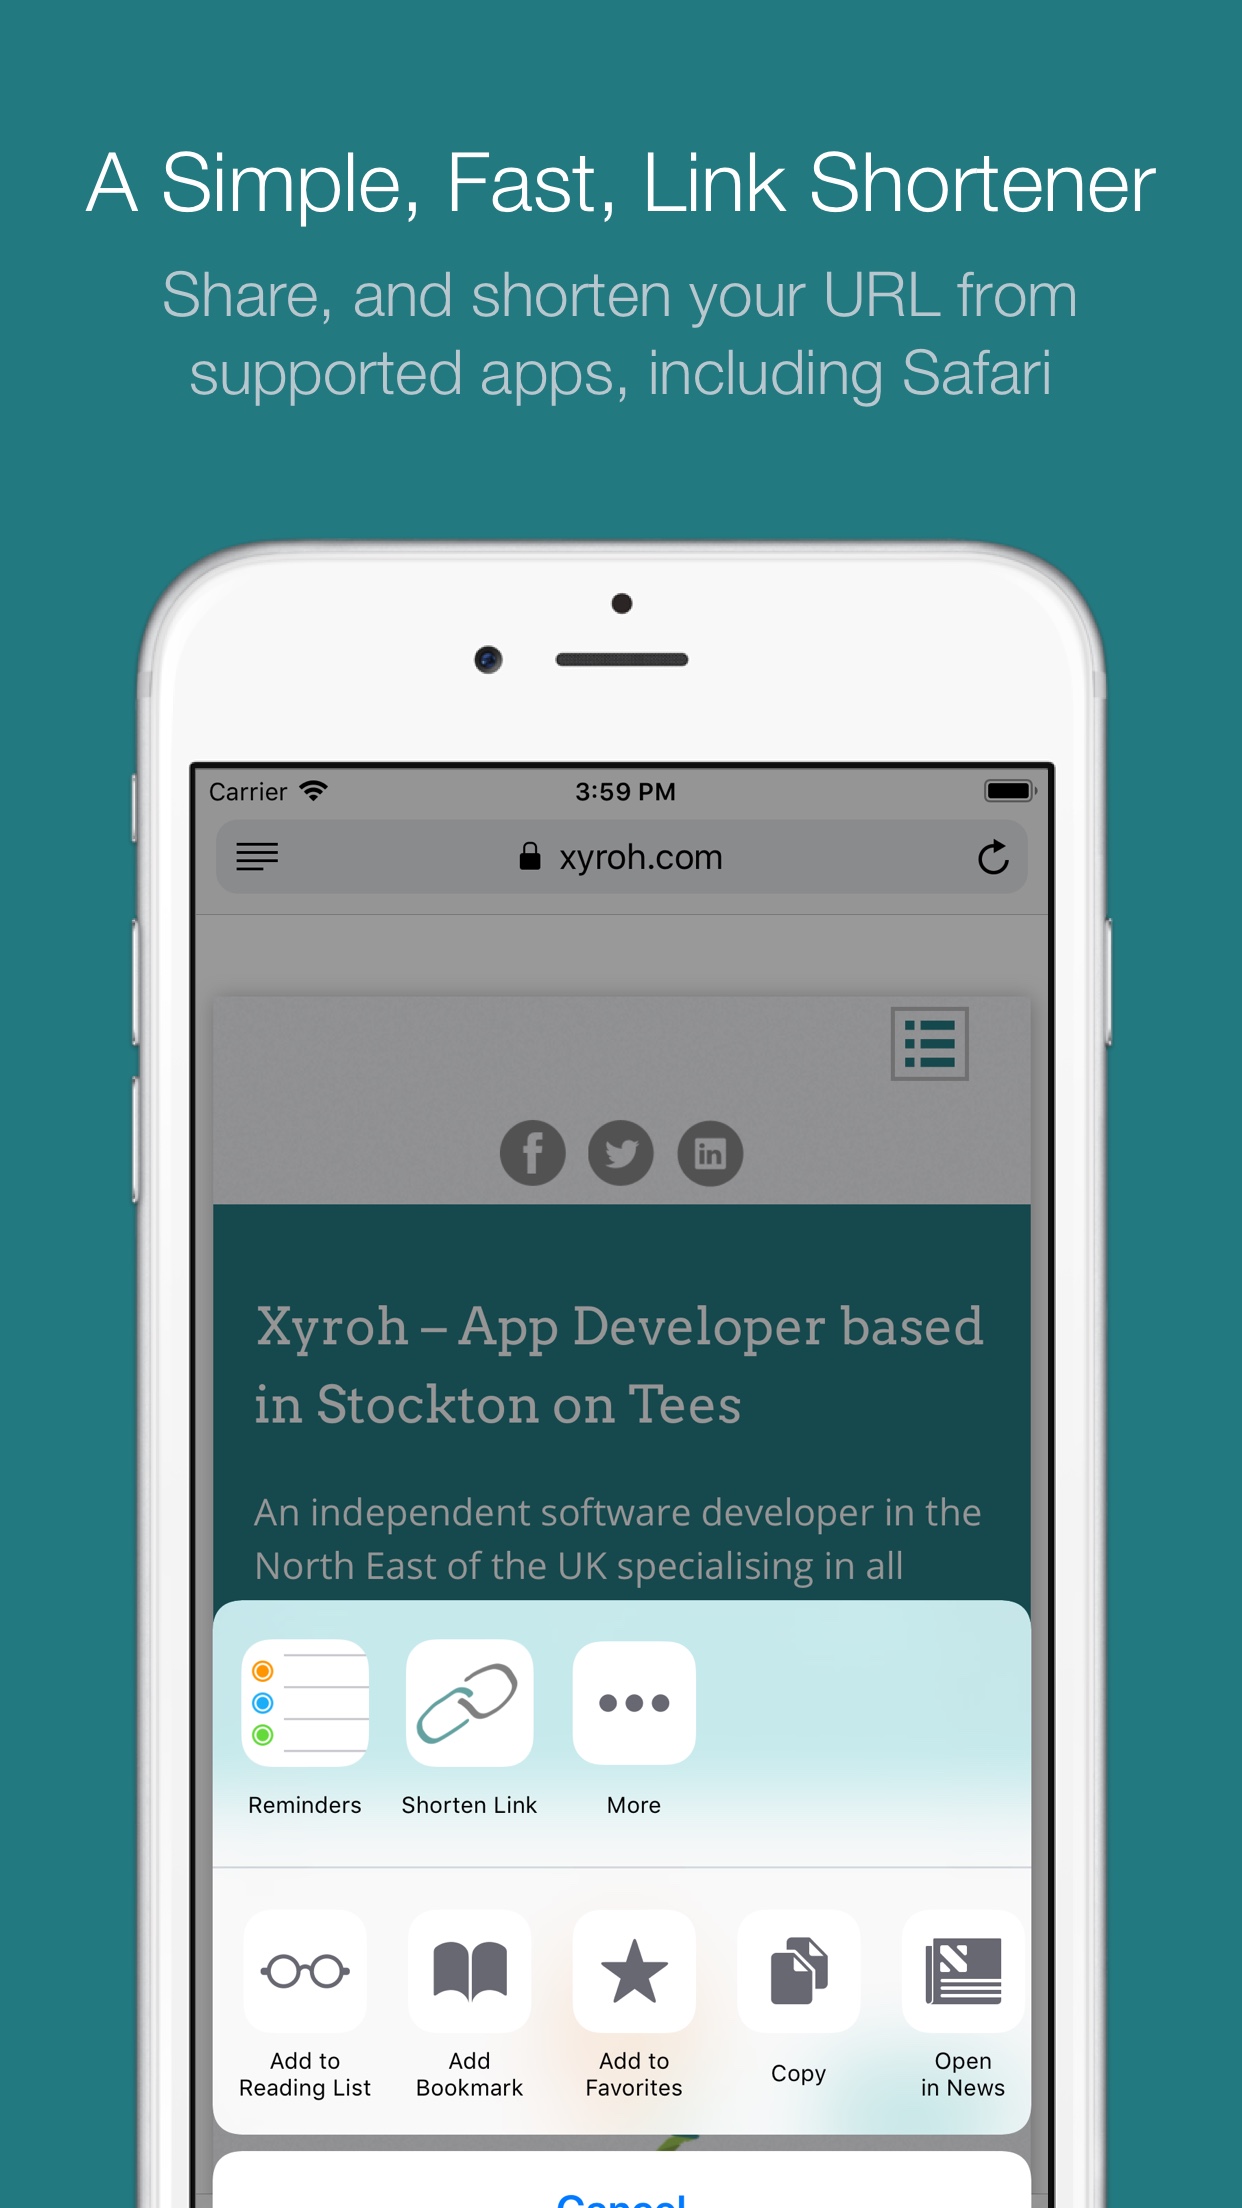 A Simple, Fast, Link Shortener
Share, and shorten your URL from
supported apps, including Safari
Carrier 3:59 PM
xyroh.com
Xyroh – App Developer based
in Stockton on Tees
An independent software developer in the
North East of the UK specialising in all
Reminders
Shorten Link
More
Add to
Reading List
Add
Bookmark
Add to
Favorites
Copy
Open
in News
Cancel